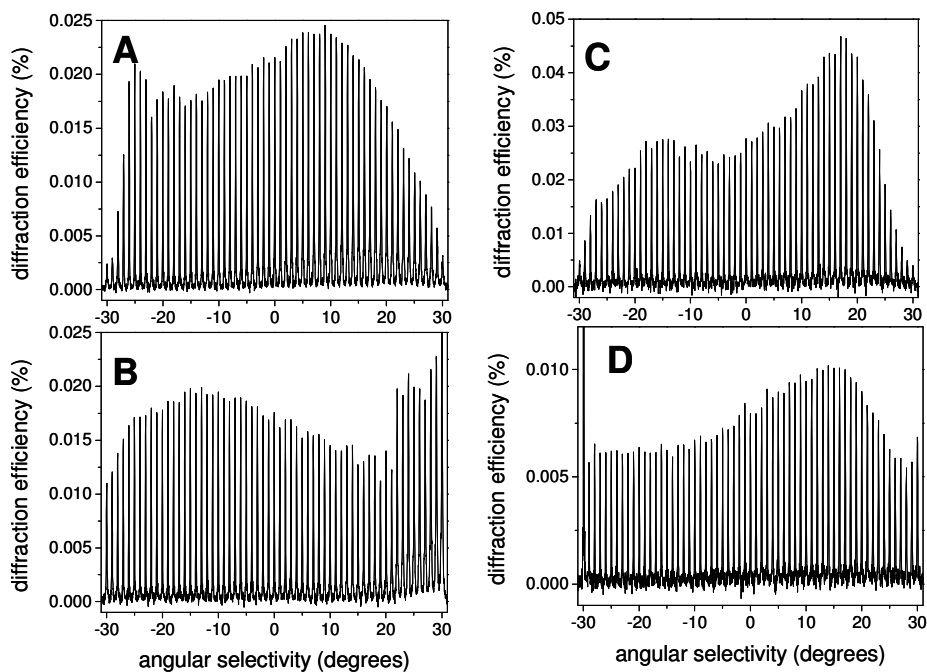 A
diffraction efficiency (%)
0.025
0.020
0.015
0.010
0.005
0.000
-30 -20 -10 0 10 20 30
C
diffraction efficiency (%)
0.05
0.04
0.03
0.02
0.01
0.00
-30 -20 -10 0 10 20 30
B
diffraction efficiency (%)
0.025
0.020
0.015
0.010
0.005
0.000
-30 -20 -10 0 10 20 30
angular selectivity (degrees)
D
diffraction efficiency (%)
0.010
0.005
0.000
-30 -20 -10 0 10 20 30
angular selectivity (degrees)